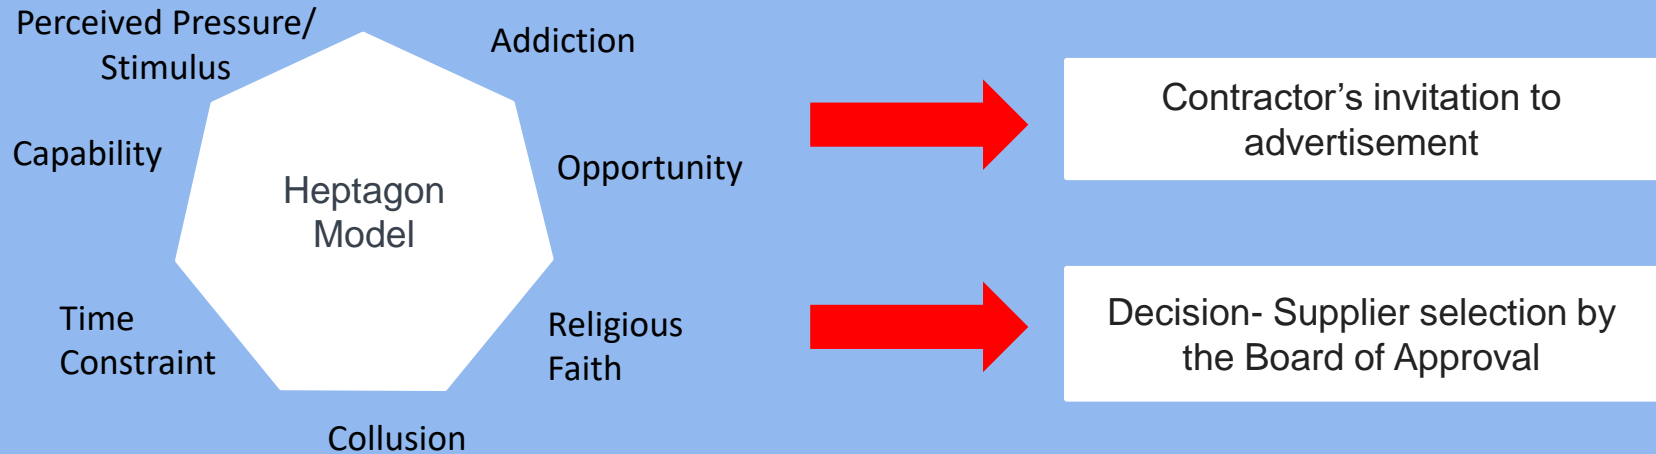 Perceived Pressure/
Stimulus
Addiction
Capability
Opportunity
Heptagon
Model
Time
Constraint
Religious
Faith
Collusion
Contractor’s invitation to
advertisement
Decision- Supplier selection by
the Board of Approval